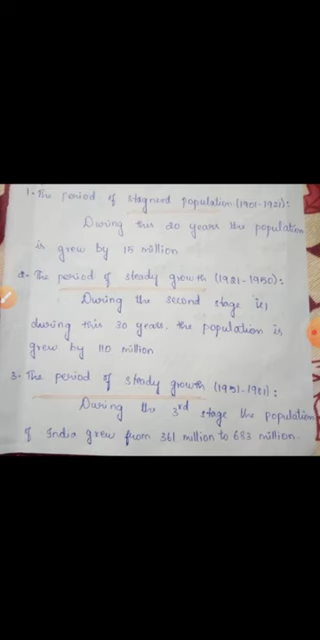 1. The period of stagnend population (1901-1921):
During this 20 years the population
is grew by 15 million
2. The period of steady growth (1921-1950):
During the second stage ie,
during this 30 years. the population is
grew by 110 million
3. The period of steady growth (1951-1981):
During the 3rd stage the population
of India grew from 361 million to 683 million.